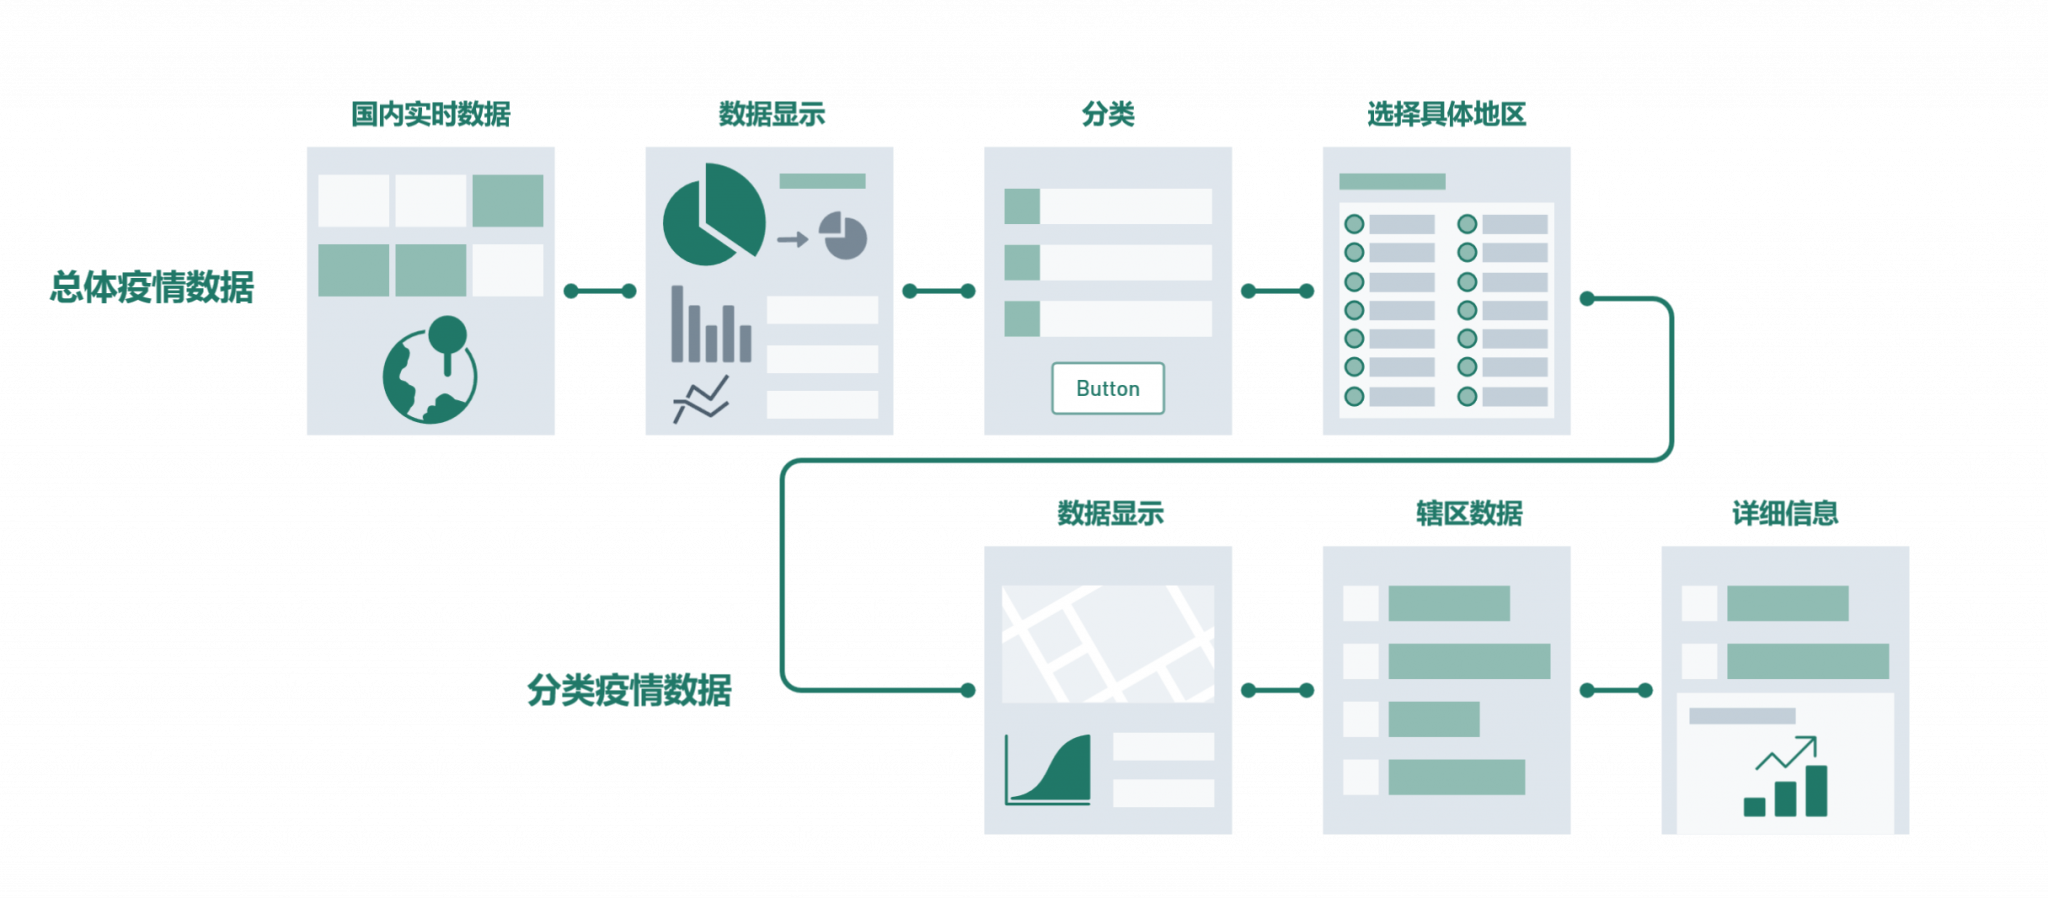 国内实时数据
数据显示
分类
选择具体地区
总体疫情数据
Button
数据显示
辖区数据
详细信息
分类疫情数据